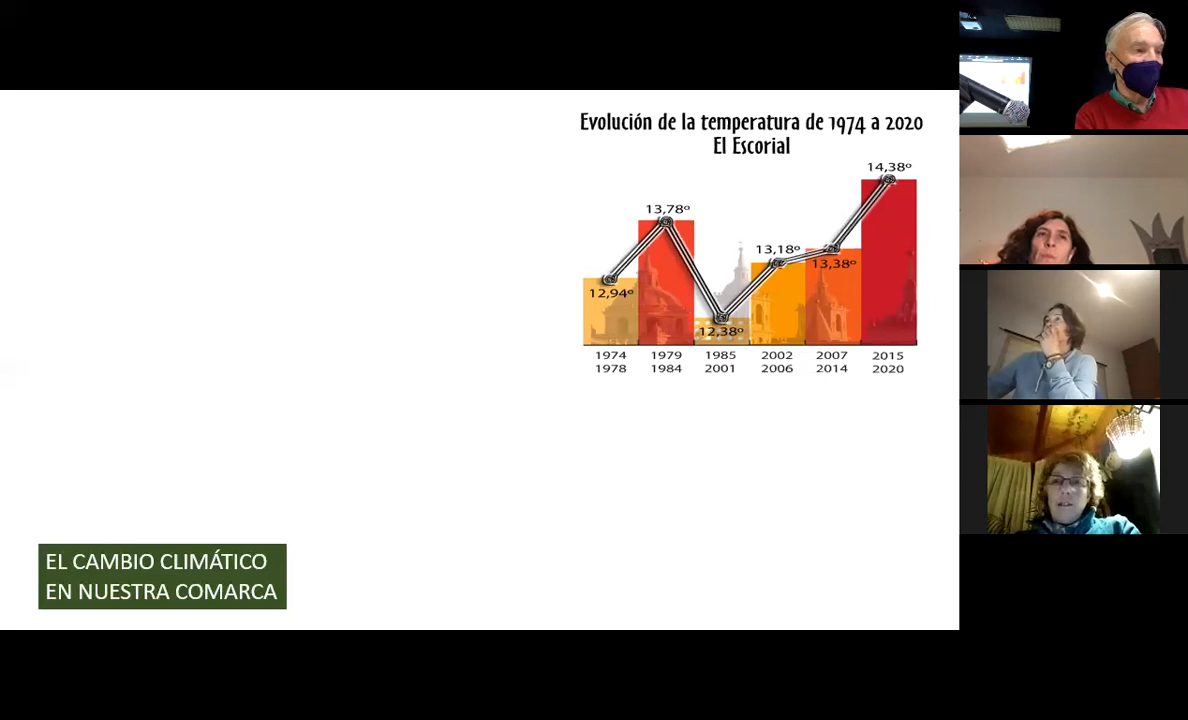 Evolución de la temperatura de 1974 a 2020
El Escorial
14,38º
13,78º
13,18º
13,38º
12,94º
12,38º
1974 1979 1985 2002 2007 2015
1978 1984 2001 2006 2014 2020
EL CAMBIO CLIMÁTICO
EN NUESTRA COMARCA